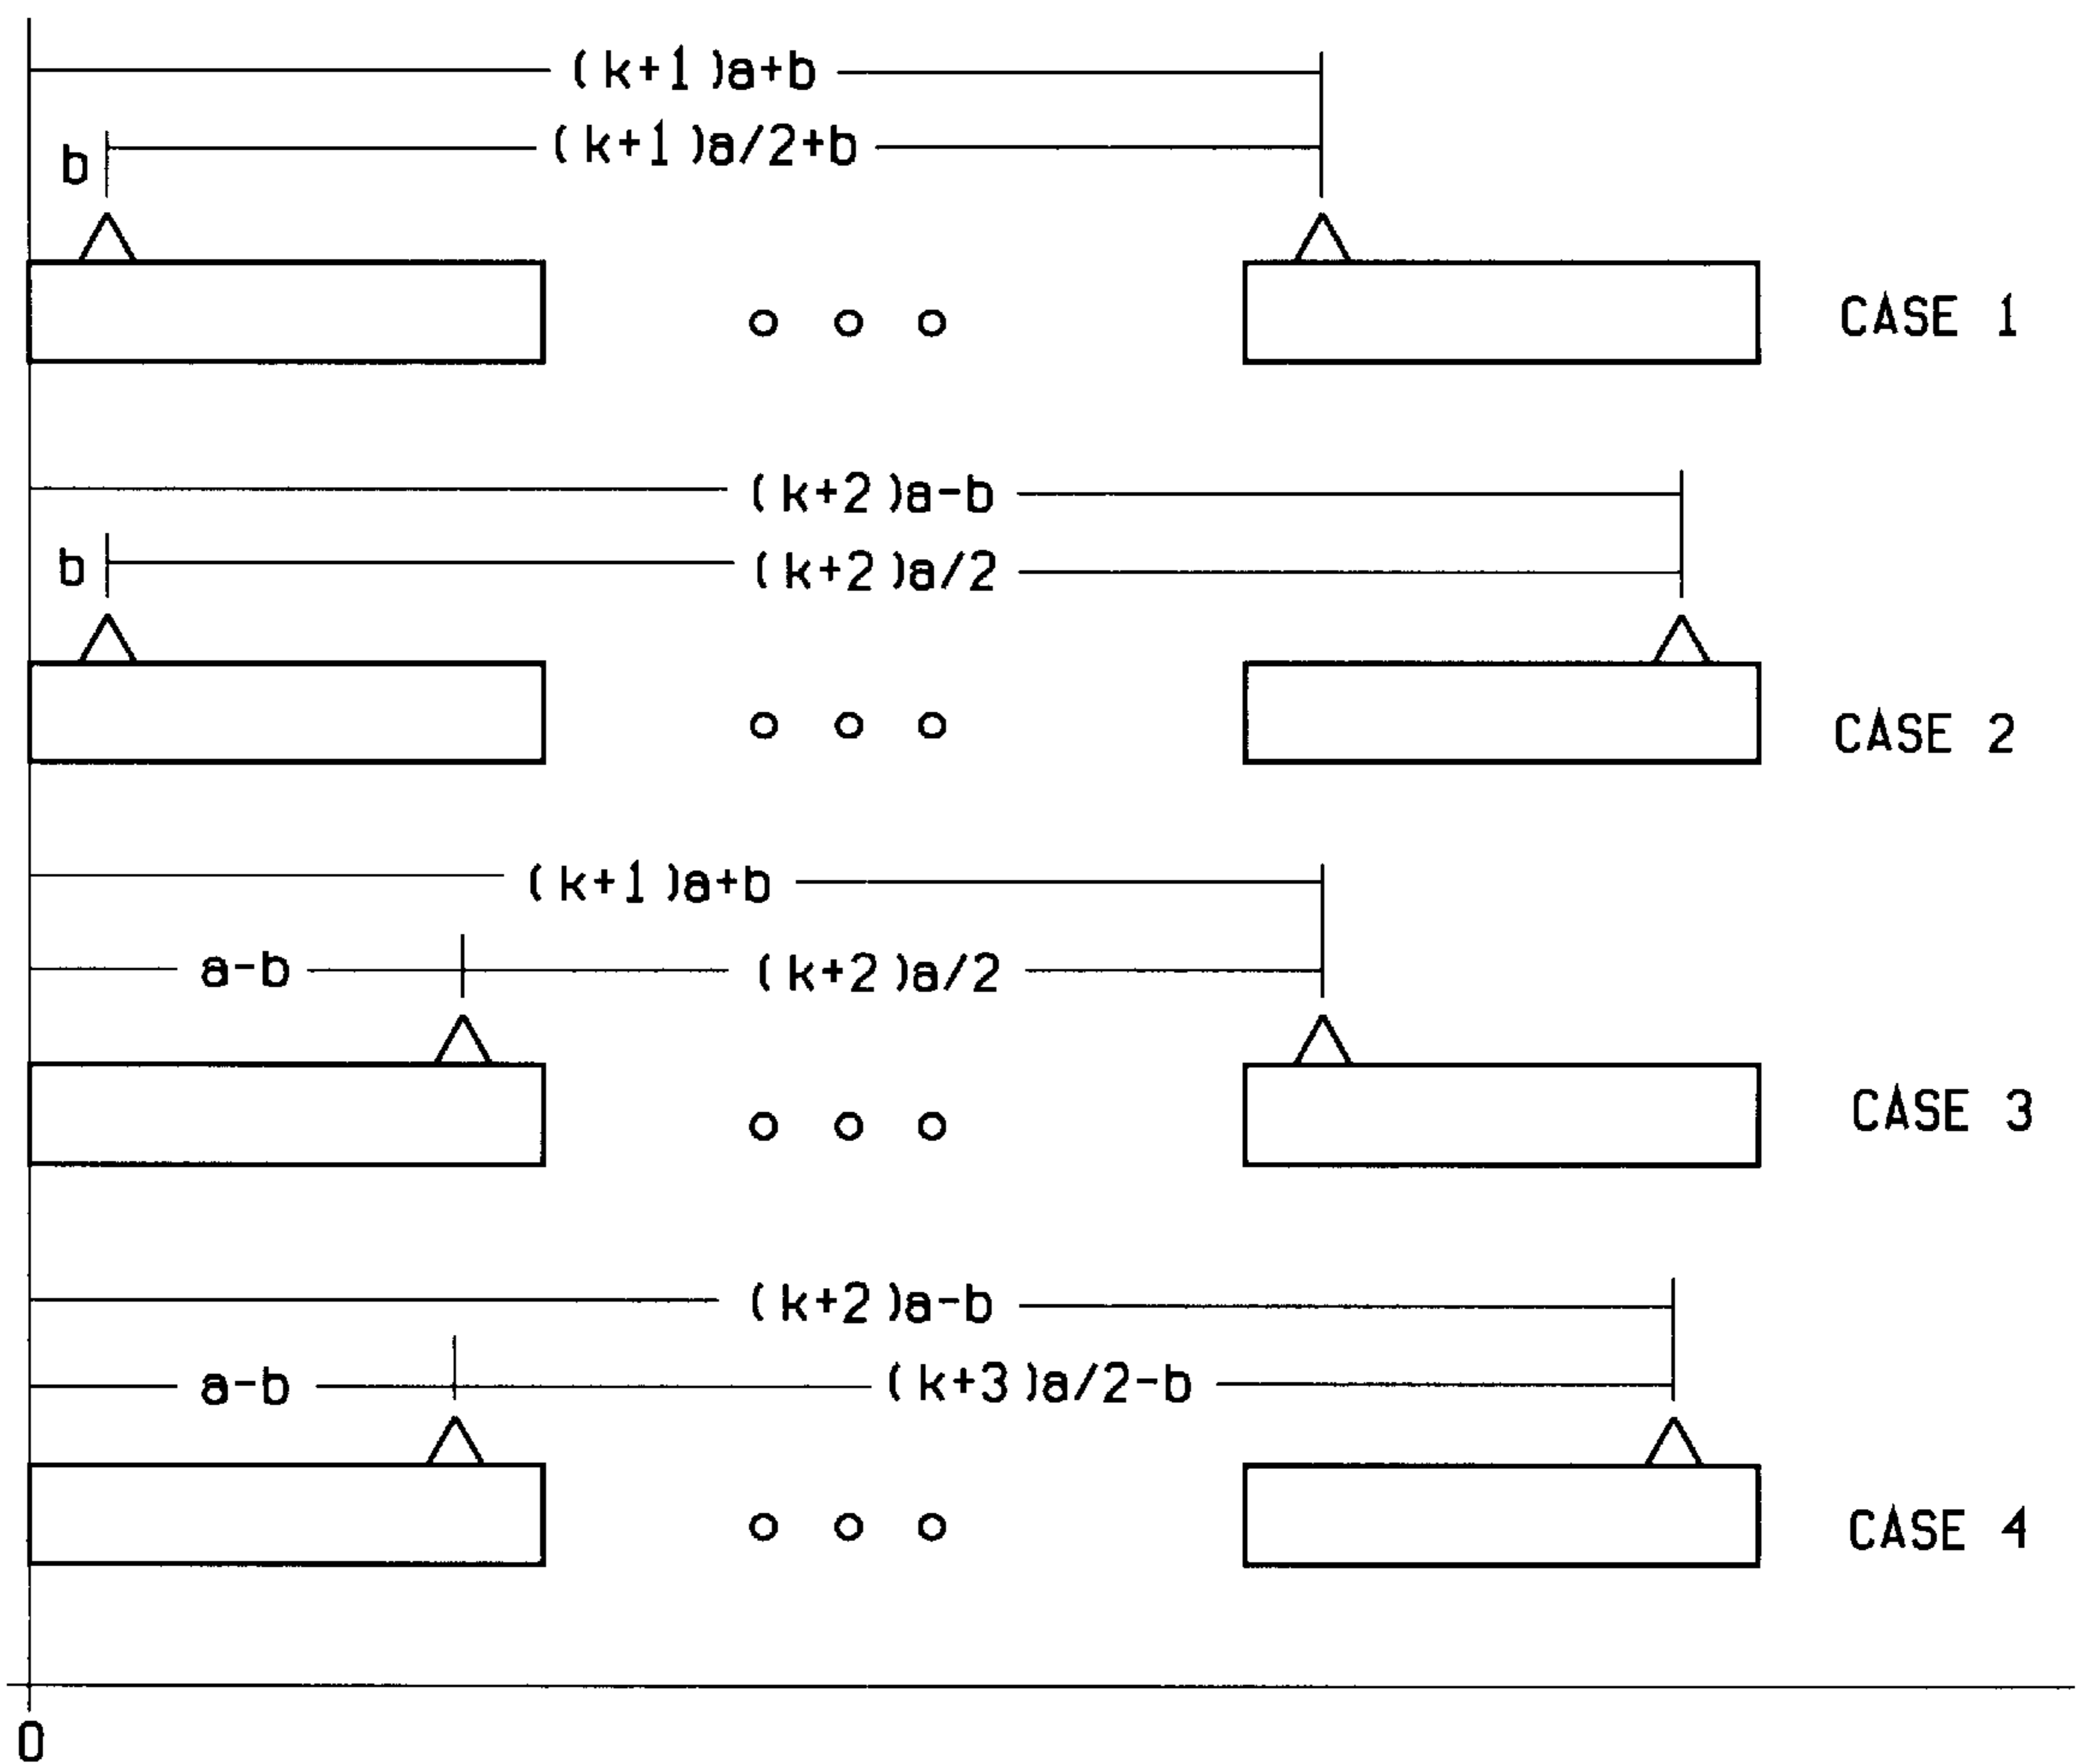 (k+1)a+b
(k+1)a/2+b
b
CASE 1
(k+2)a-b
(k+2)a/2
b
CASE 2
(k+1)a+b
a-b (k+2)a/2
CASE 3
(k+2)a-b
a-b (k+3)a/2-b
CASE 4
0